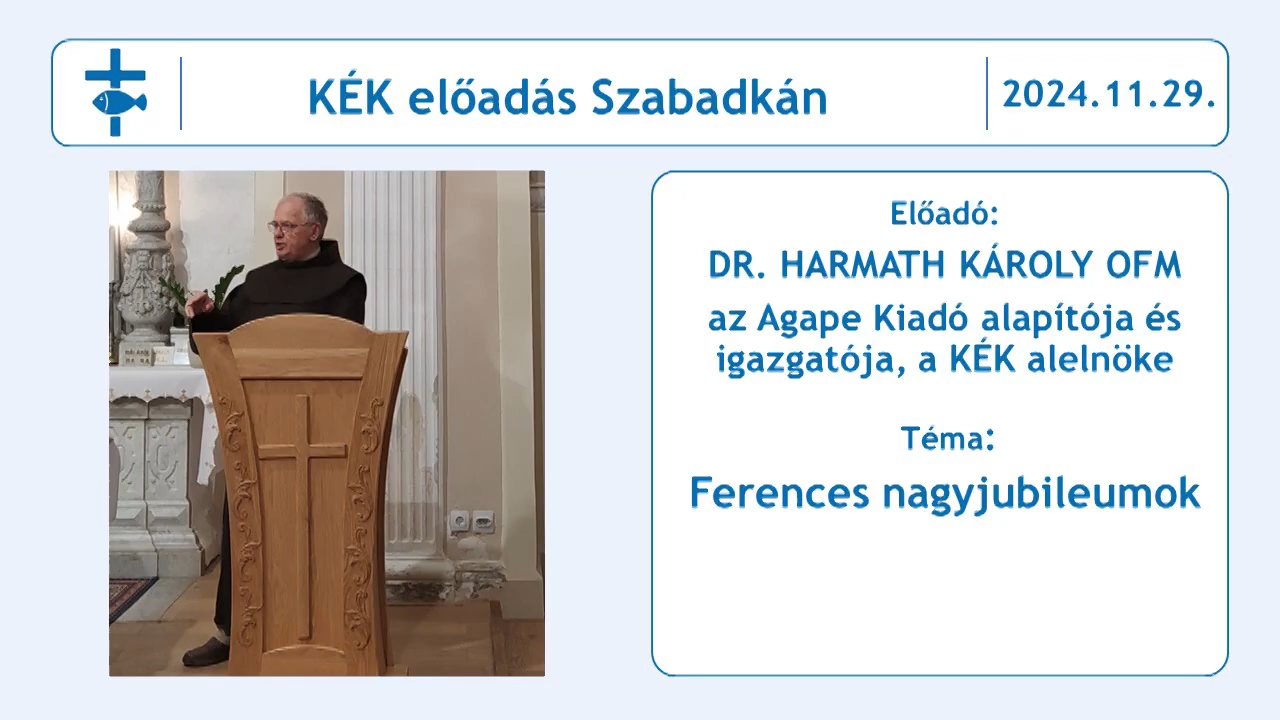 KÉK előadás Szabadkán
2024.11.29.
Előadó:
DR. HARMATH KÁROLY OFM
az Agape Kiadó alapítója és
igazgatója, a KÉK alelnöke
Téma:
Ferences nagyjubileumok